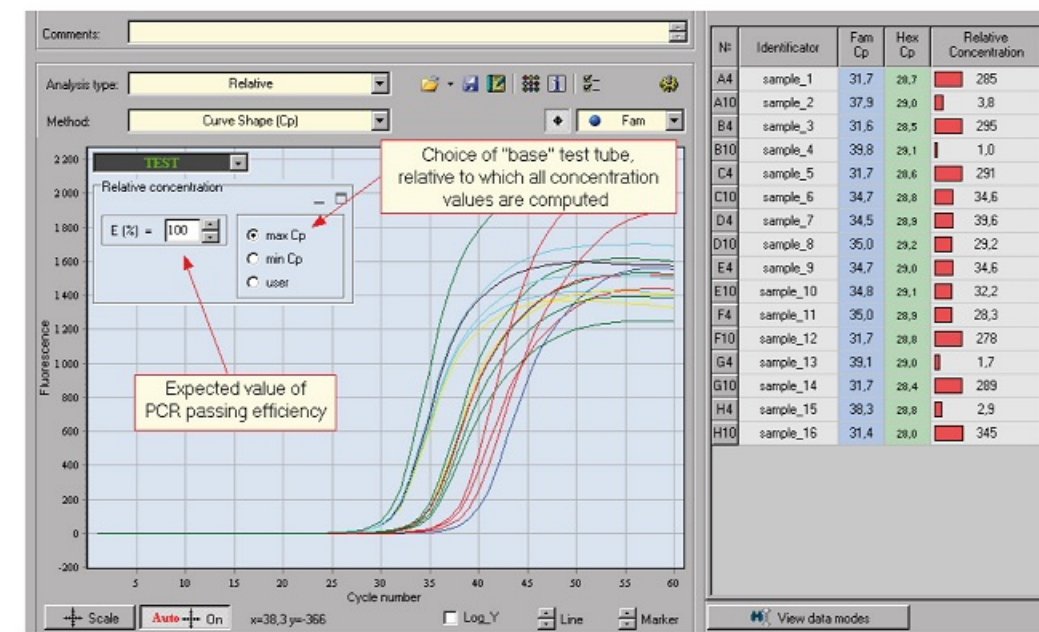 Comments:
Analysis type: Relative
Method: Curve Shape (Cp) Fam
TEST
Relative concentration
E (%) = 100
max Cp
min Cp
user
Choice of "base" test tube,
relative to which all concentration
values are computed
Expected value of
PCR passing efficiency
Fluorescence
2 200
2 000
1 800
1 600
1 400
1 200
1 000
800
600
400
200
0
-200
5 10 15 20 25 30 35 40 45 50 55 60
Cycle number
Scale Auto On x=38,3 y=-366 Log_Y Line Marker
№ Identificator Fam Cp Hex Cp Relative Concentration
A4 sample_1 31,7 28,7 285
A10 sample_2 37,9 29,0 3,8
B4 sample_3 31,6 28,5 295
B10 sample_4 39,8 29,1 1,0
C4 sample_5 31,7 28,6 291
C10 sample_6 34,7 28,8 34,6
D4 sample_7 34,5 28,9 39,6
D10 sample_8 35,0 29,2 29,2
E4 sample_9 34,7 29,0 34,6
E10 sample_10 34,8 29,1 32,2
F4 sample_11 35,0 28,9 28,3
F10 sample_12 31,7 28,8 278
G4 sample_13 39,1 29,0 1,7
G10 sample_14 31,7 28,4 289
H4 sample_15 38,3 28,8 2,9
H10 sample_16 31,4 28,0 345
View data modes